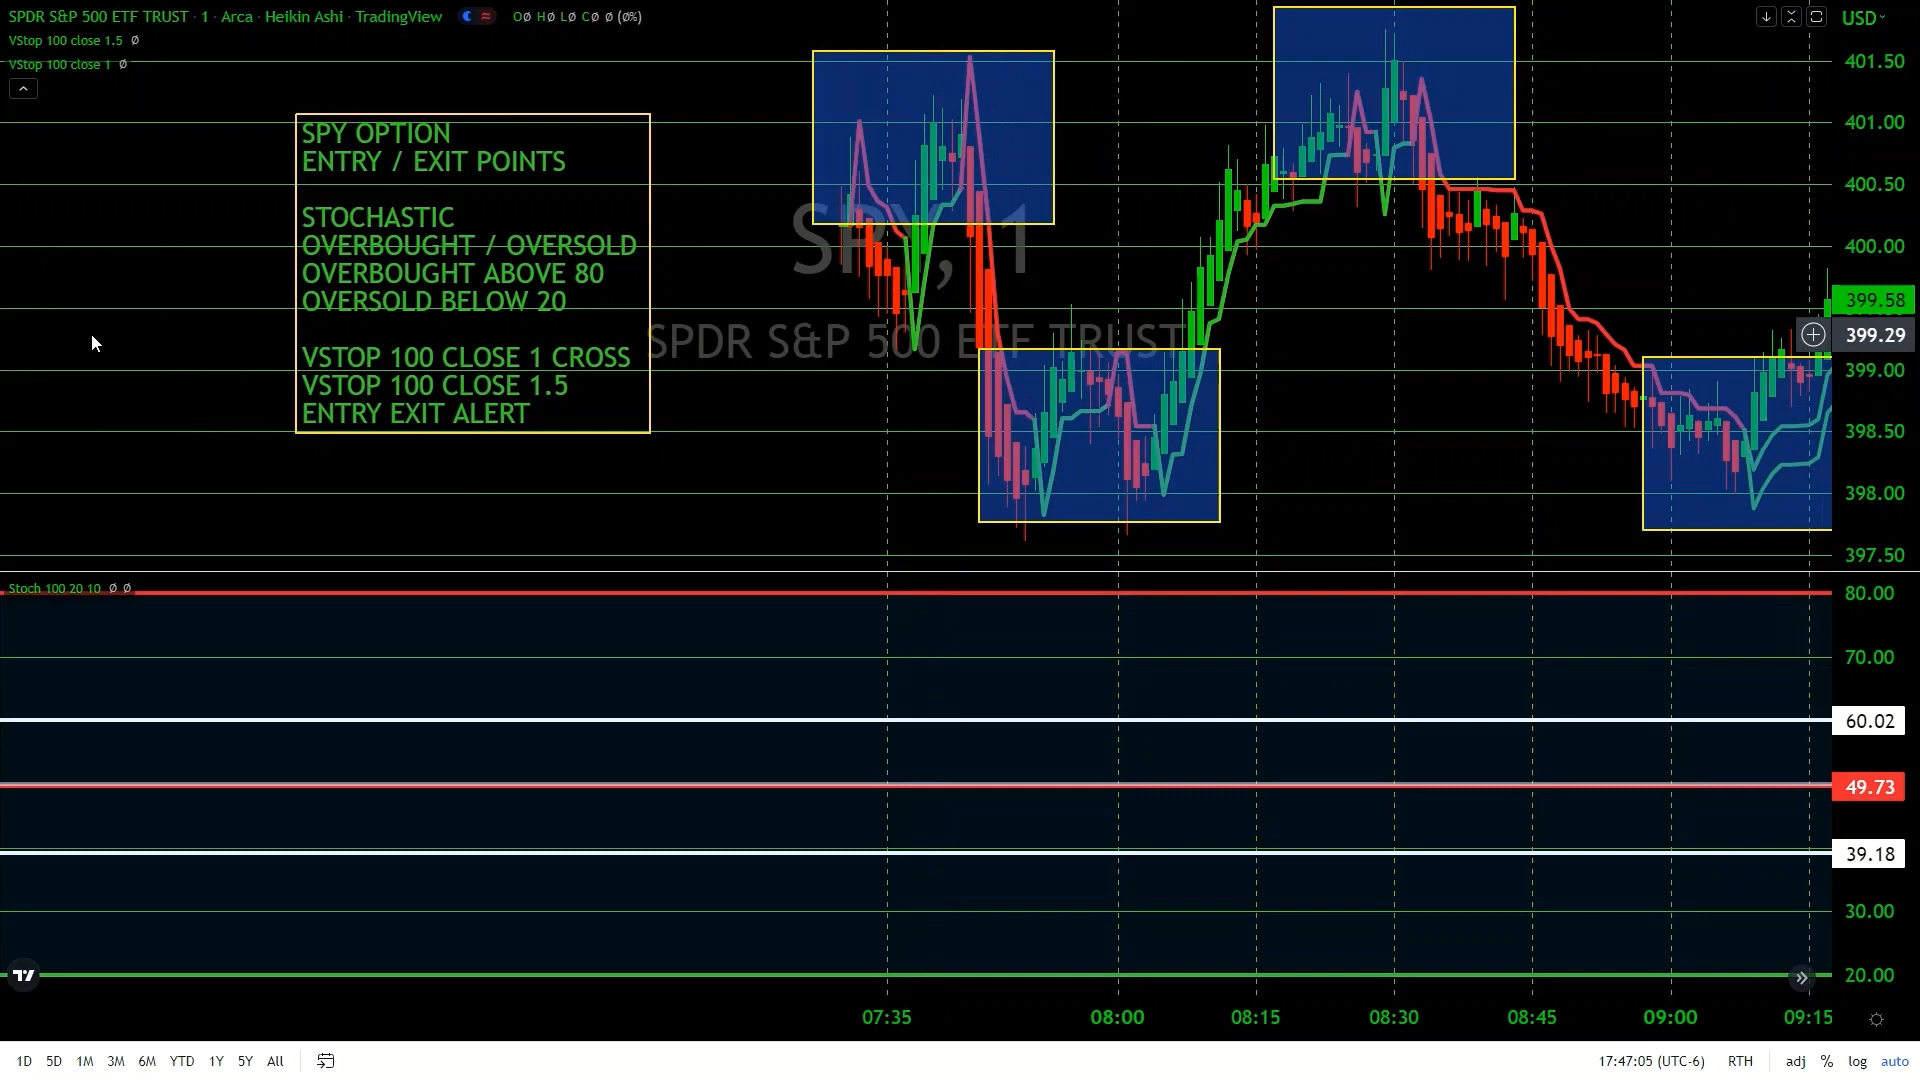 SPDR S&P 500 ETF TRUST · 1 · Arca · Heikin Ashi · TradingView
OØ HØ LØ CØ Ø (Ø%)
USD
VStop 100 close 1.5 Ø
VStop 100 close 1 Ø
SPY OPTION
ENTRY / EXIT POINTS
STOCHASTIC
OVERBOUGHT / OVERSOLD
OVERBOUGHT ABOVE 80
OVERSOLD BELOW 20
VSTOP 100 CLOSE 1 CROSS
VSTOP 100 CLOSE 1.5
ENTRY EXIT ALERT
SPY, 1
SPDR S&P 500 ETF TRUST
401.50
401.00
400.50
400.00
399.58
399.29
399.00
398.50
398.00
397.50
Stoch 100 20 10 Ø Ø
80.00
70.00
60.02
49.73
39.18
30.00
20.00
07:35 08:00 08:15 08:30 08:45 09:00 09:15
1D 5D 1M 3M 6M YTD 1Y 5Y All
17:47:05 (UTC-6) RTH adj % log auto